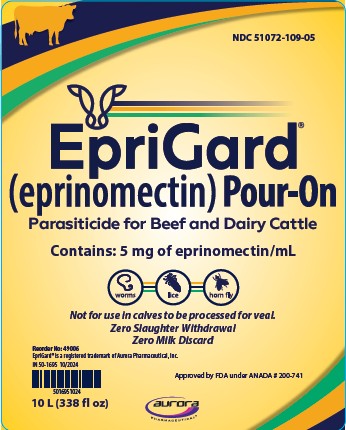 NDC 51072-109-05
EpriGard®
(eprinomectin) Pour-On
Parasiticide for Beef and Dairy Cattle
Contains: 5 mg of eprinomectin/mL
worms lice horn fly
Not for use in calves to be processed for veal.
Zero Slaughter Withdrawal
Zero Milk Discard
Reorder No: 49006
EpriGard® is a registered trademark of Aurora Pharmaceutical, Inc.
IN 50-1695 10/2024
5016951024
Approved by FDA under ANADA # 200-741
10 L (338 fl oz)
aurora
PHARMACEUTICAL